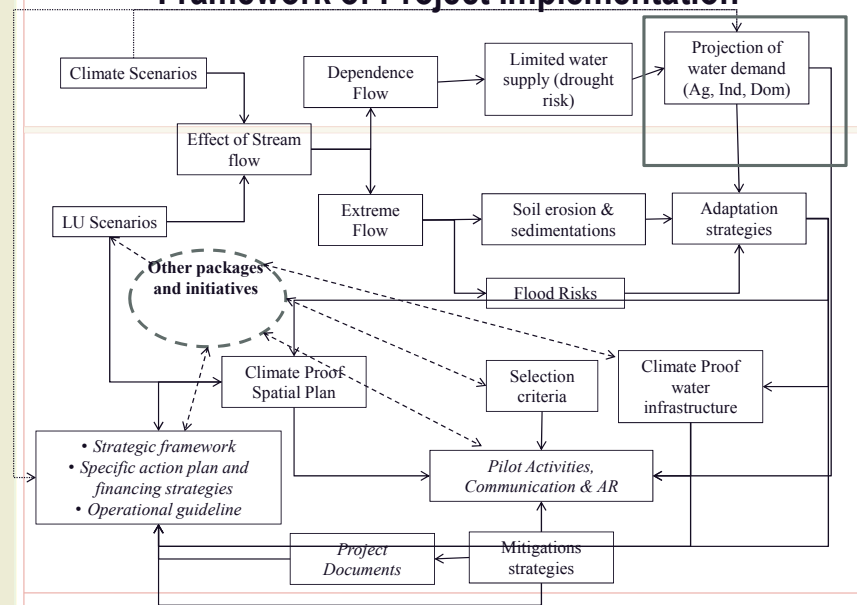 Framework of Project Implementation
Climate Scenarios
Dependence
Flow
Limited water
supply (drought
risk)
Projection of
water demand
(Ag, Ind, Dom)
Effect of Stream
flow
LU Scenarios
Extreme
Flow
Soil erosion &
sedimentations
Adaptation
strategies
Other packages
and initiatives
Flood Risks
Climate Proof
Spatial Plan
Selection
criteria
Climate Proof
water
infrastructure
• Strategic framework
• Specific action plan and
financing strategies
• Operational guideline
Pilot Activities,
Communication & AR
Project
Documents
Mitigations
strategies